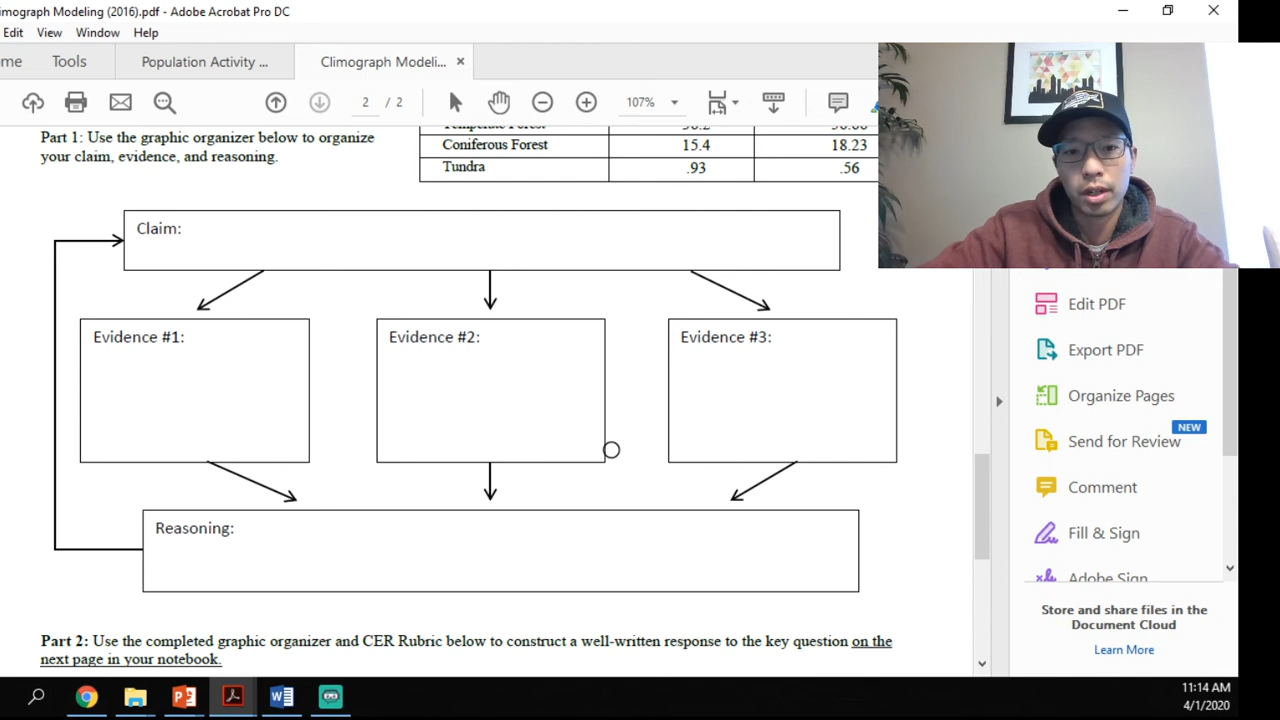 limograph Modeling (2016).pdf - Adobe Acrobat Pro DC
Edit View Window Help
me Tools Population Activity ... Climograph Modeli... ×
2 / 2 107%
Part 1: Use the graphic organizer below to organize
your claim, evidence, and reasoning.
Temperate Forest
Coniferous Forest 15.4 18.23
Tundra .93 .56
Claim:
Evidence #1: Evidence #2: Evidence #3:
Reasoning:
Part 2: Use the completed graphic organizer and CER Rubric below to construct a well-written response to the key question on the
next page in your notebook.
Edit PDF
Export PDF
Organize Pages
NEW
Send for Review
Comment
Fill & Sign
Adobe Sign
Store and share files in the
Document Cloud
Learn More
11:14 AM
4/1/2020